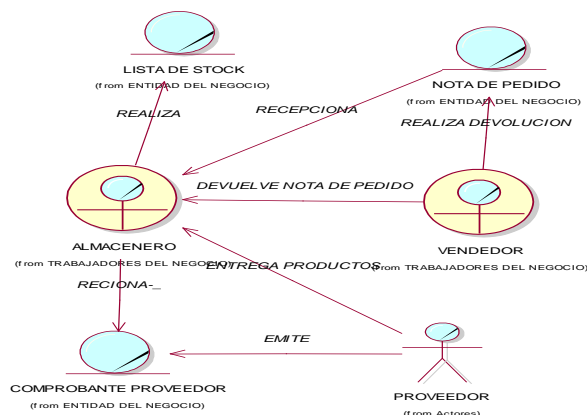 LISTA DE STOCK
(from ENTIDAD DEL NEGOCIO)
NOTA DE PEDIDO
(from ENTIDAD DEL NEGOCIO)
REALIZA
RECEPCIONA
REALIZA DEVOLUCION
DEVUELVE NOTA DE PEDIDO
ALMACENERO
(from TRABAJADORES DEL NEGOCIO)
VENDEDOR
(from TRABAJADORES DEL NEGOCIO)
ENTREGA PRODUCTOS
RECIONA-_
EMITE
COMPROBANTE PROVEEDOR
(from ENTIDAD DEL NEGOCIO)
PROVEEDOR
(from Actores)